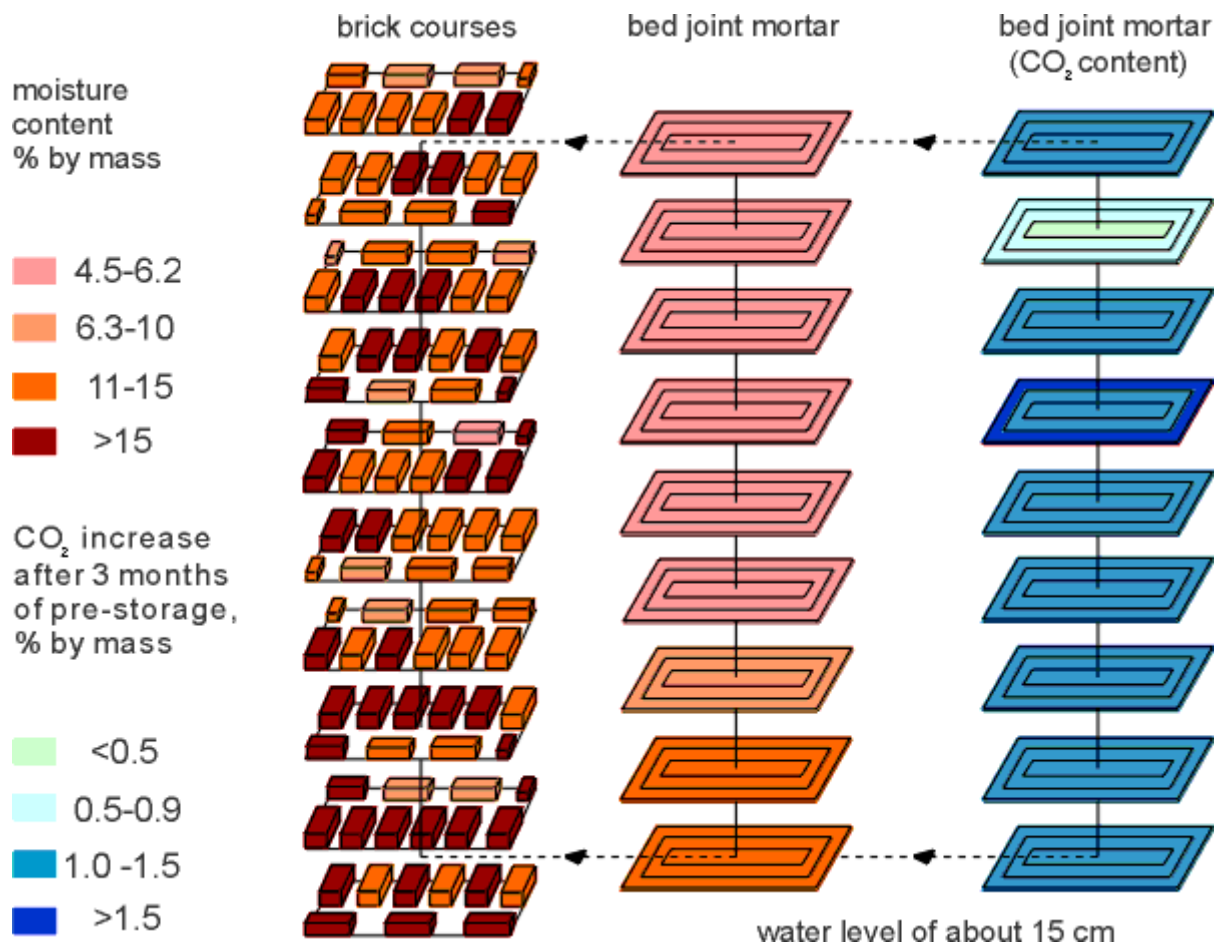 brick courses
bed joint mortar
bed joint mortar
(CO₂ content)
moisture
content
% by mass
4.5-6.2
6.3-10
11-15
>15
CO₂ increase
after 3 months
of pre-storage,
% by mass
<0.5
0.5-0.9
1.0 -1.5
>1.5
water level of about 15 cm